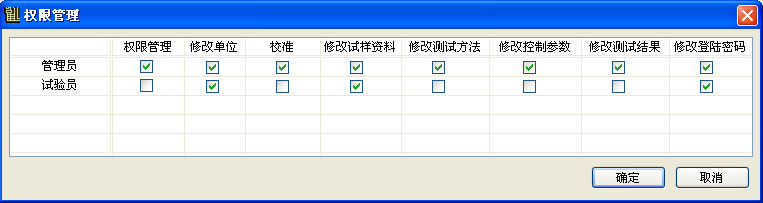 权限管理
权限管理 修改单位 校准 修改试样资料 修改测试方法 修改控制参数 修改测试结果 修改登陆密码
管理员
试验员
确定 取消